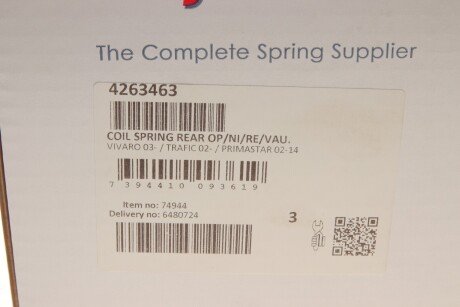 The Complete Spring Supplier
4263463
COIL SPRING REAR OP/NI/RE/VAU.
VIVARO 03- / TRAFIC 02- / PRIMASTAR 02-14
7 394410 093619
Item no: 74944
Delivery no: 6480724
3